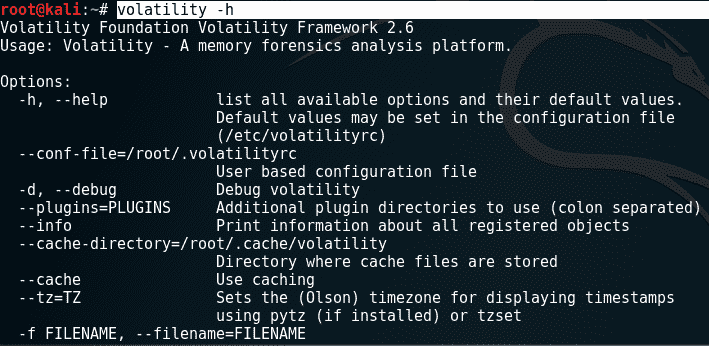 root@kali:~# volatility -h
Volatility Foundation Volatility Framework 2.6
Usage: Volatility - A memory forensics analysis platform.
Options:
-h, --help list all available options and their default values.
Default values may be set in the configuration file
(/etc/volatilityrc)
--conf-file=/root/.volatilityrc
User based configuration file
-d, --debug Debug volatility
--plugins=PLUGINS Additional plugin directories to use (colon separated)
--info Print information about all registered objects
--cache-directory=/root/.cache/volatility
Directory where cache files are stored
--cache Use caching
--tz=TZ Sets the (Olson) timezone for displaying timestamps
using pytz (if installed) or tzset
-f FILENAME, --filename=FILENAME